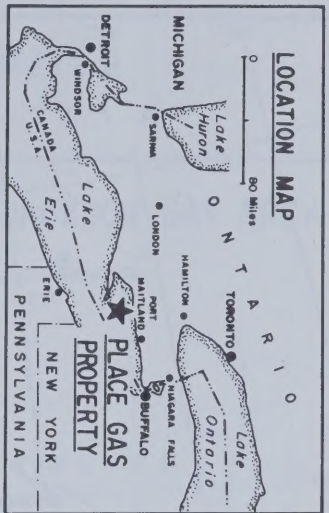 LOCATION MAP
0 80 Miles
MICHIGAN
Lake
Huron
ONTARIO
DETROIT
WINDSOR
SARNIA
LONDON
HAMILTON
TORONTO
Lake
Ontario
PORT
MAITLAND
NIAGARA FALLS
BUFFALO
CANADA
U.S.A.
Lake
Erie
ERIE
PLACE GAS
PROPERTY
NEW YORK
PENNSYLVANIA